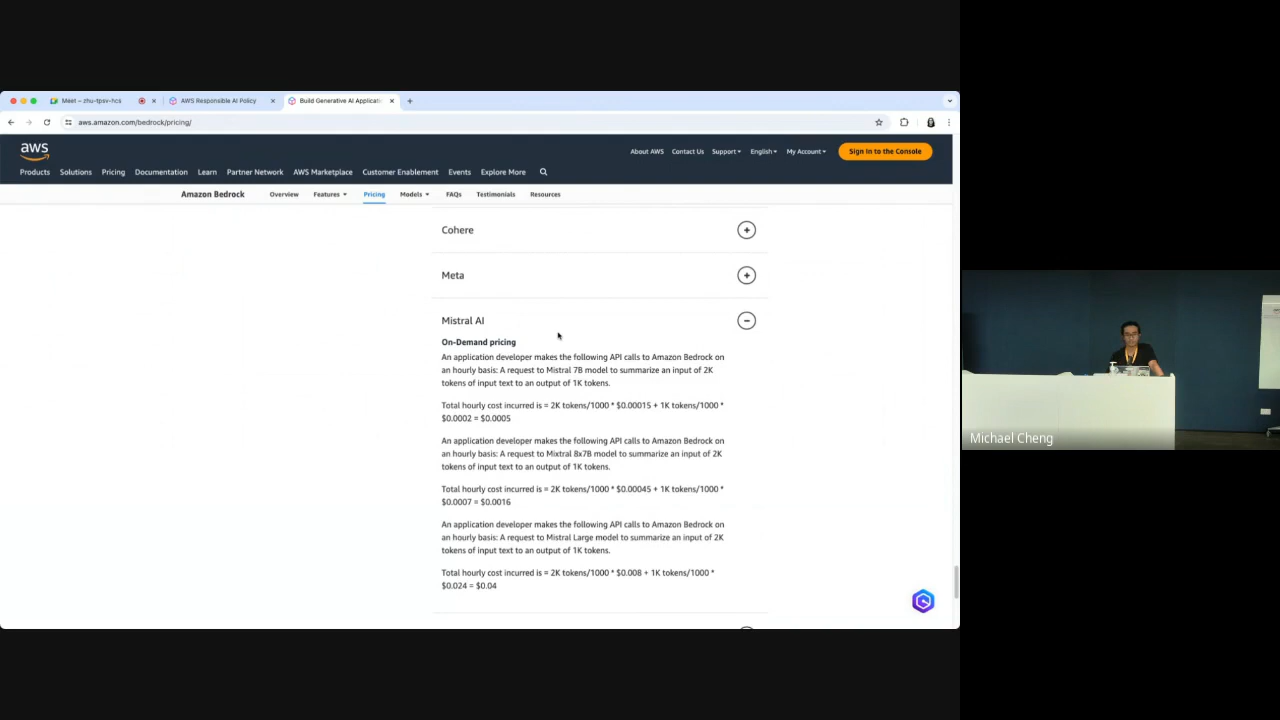 Meet – zhu-tpsv-hcs
AWS Responsible AI Policy
Build Generative AI Applicati
aws.amazon.com/bedrock/pricing/
aws
About AWS Contact Us Support English My Account Sign In to the Console
Products Solutions Pricing Documentation Learn Partner Network AWS Marketplace Customer Enablement Events Explore More
Amazon Bedrock Overview Features Pricing Models FAQs Testimonials Resources
Cohere
Meta
Mistral AI
On-Demand pricing
An application developer makes the following API calls to Amazon Bedrock on
an hourly basis: A request to Mistral 7B model to summarize an input of 2K
tokens of input text to an output of 1K tokens.
Total hourly cost incurred is = 2K tokens/1000 * $0.00015 + 1K tokens/1000 *
$0.0002 = $0.0005
An application developer makes the following API calls to Amazon Bedrock on
an hourly basis: A request to Mixtral 8x7B model to summarize an input of 2K
tokens of input text to an output of 1K tokens.
Total hourly cost incurred is = 2K tokens/1000 * $0.00045 + 1K tokens/1000 *
$0.0007 = $0.0016
An application developer makes the following API calls to Amazon Bedrock on
an hourly basis: A request to Mistral Large model to summarize an input of 2K
tokens of input text to an output of 1K tokens.
Total hourly cost incurred is = 2K tokens/1000 * $0.008 + 1K tokens/1000 *
$0.024 = $0.04
Michael Cheng